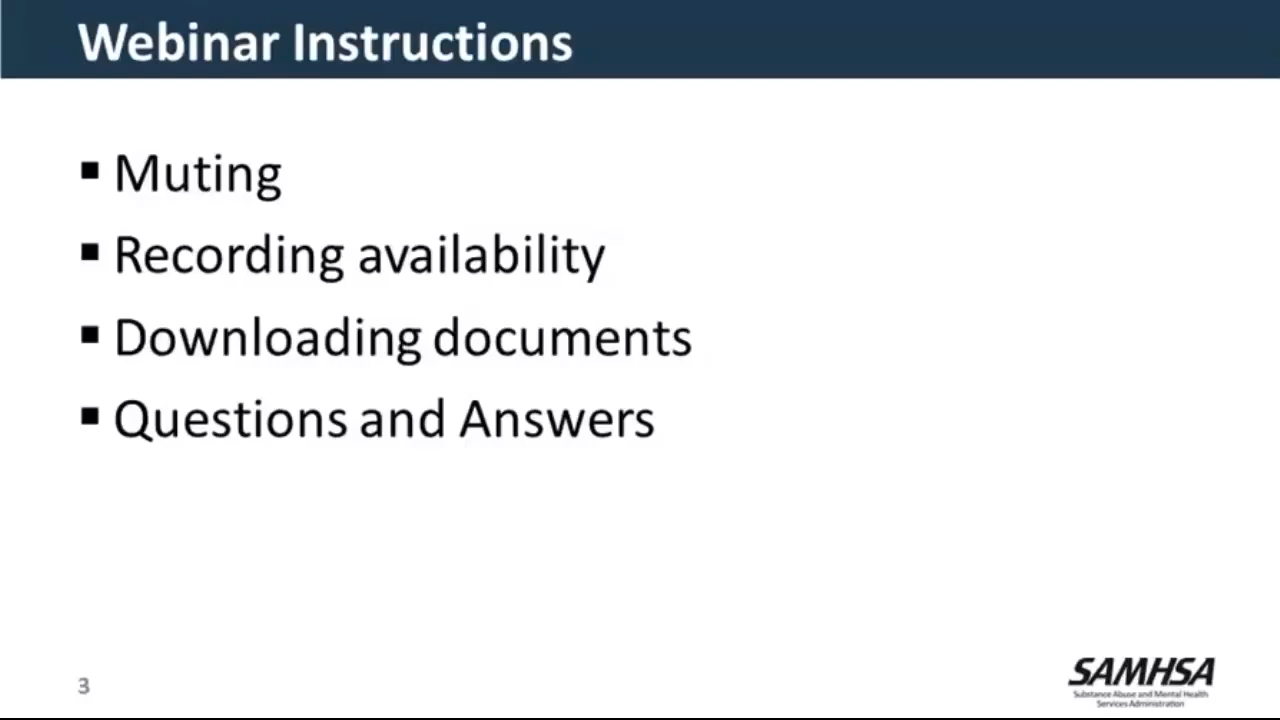 Webinar Instructions
▪ Muting
▪ Recording availability
▪ Downloading documents
▪ Questions and Answers
3
SAMHSA
Substance Abuse and Mental Health
Services Administration